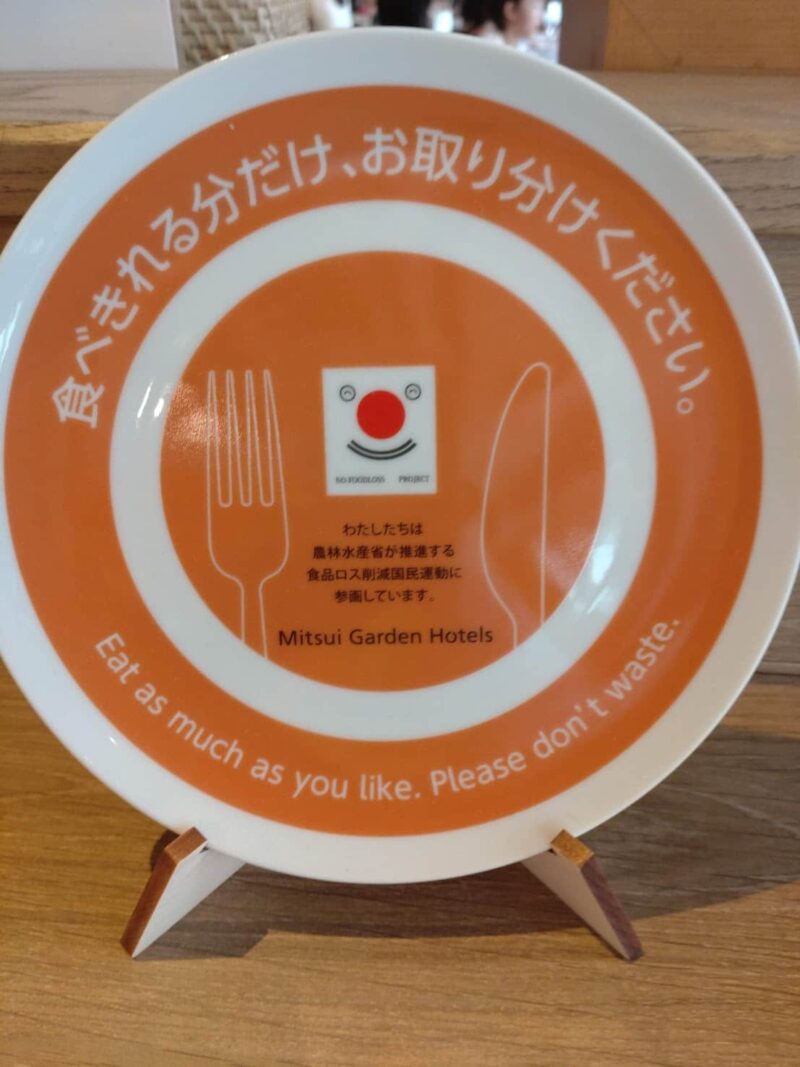 食べきれる分だけ、お取り分けください。
NO-FOODLOSS PROJECT
わたしたちは
農林水産省が推進する
食品ロス削減国民運動に
参画しています。
Mitsui Garden Hotels
Eat as much as you like. Please don't waste.